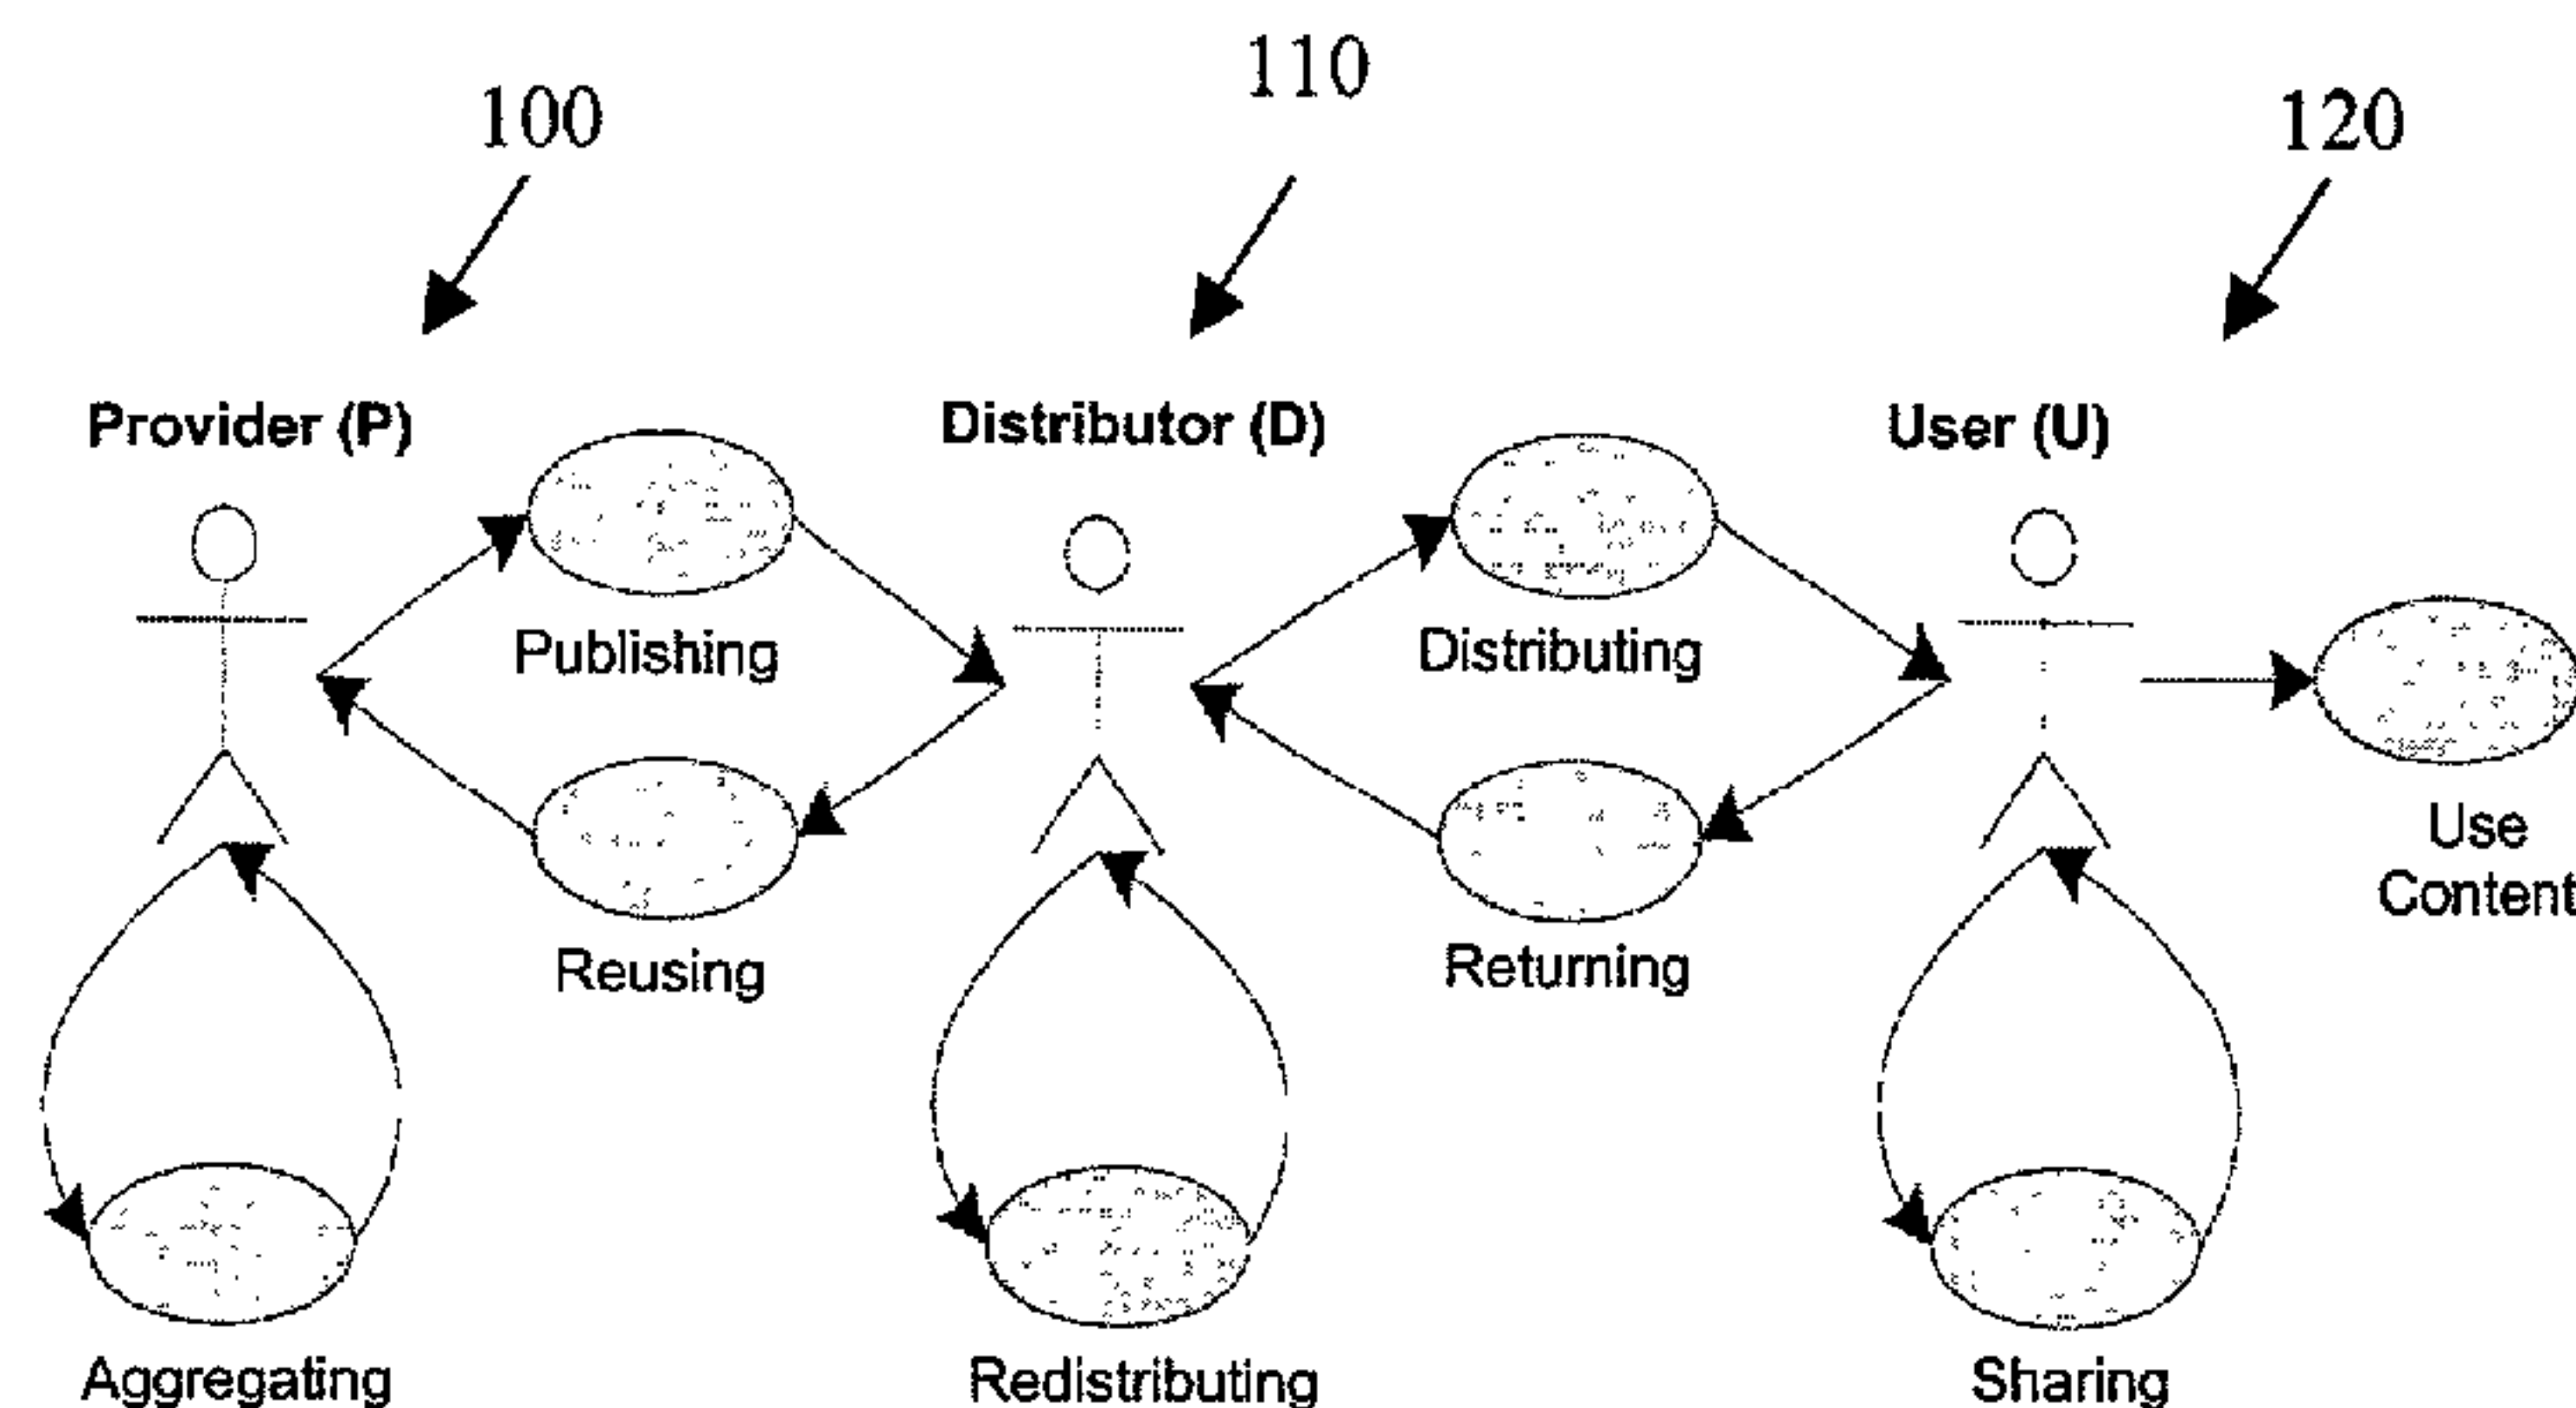 100
110
120
Provider (P)
Distributor (D)
User (U)
Publishing
Distributing
Use
Content
Reusing
Returning
Aggregating
Redistributing
Sharing